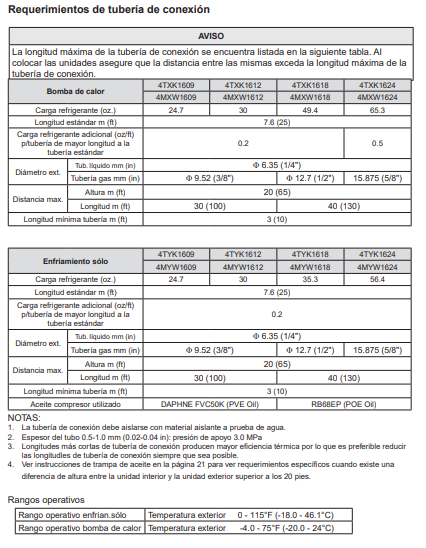 Requerimientos de tubería de conexión
AVISO
La longitud máxima de la tubería de conexión se encuentra listada en la siguiente tabla. Al
colocar las unidades asegure que la distancia entre las mismas exceda la longitud máxima de la
tubería de conexión.
Bomba de calor 4TXK1609 4TXK1612 4TXK1618 4TXK1624
4MXW1609 4MXW1612 4MXW1618 4MXW1624
Carga refrigerante (oz.) 24.7 30 49.4 65.3
Longitud estándar m (ft) 7.6 (25)
Carga refrigerante adicional (oz/ft)
p/tubería de mayor longitud a la
tubería estándar 0.2 0.5
Diámetro ext. Tub. líquido mm (in) Φ 6.35 (1/4")
Tubería gas mm (in) Φ 9.52 (3/8") Φ 12.7 (1/2") 15.875 (5/8")
Distancia max. Altura m (ft) 20 (65)
Longitud m (ft) 30 (100) 40 (130)
Longitud mínima tubería m (ft) 3 (10)
Enfriamiento sólo 4TYK1609 4TYK1612 4TYK1618 4TYK1624
4MYW1609 4MYW1612 4MYW1618 4MYW1624
Carga refrigerante (oz.) 24.7 30 35.3 56.4
Longitud estándar m (ft) 7.6 (25)
Carga refrigerante adicional (oz/ft)
p/tubería de mayor longitud a la
tubería estándar 0.2
Diámetro ext. Tub. líquido mm (in) Φ 6.35 (1/4")
Tubería gas mm (in) Φ 9.52 (3/8") Φ 12.7 (1/2") 15.875 (5/8")
Distancia max. Altura m (ft) 20 (65)
Longitud m (ft) 30 (100) 40 (130)
Longitud mínima tubería m (ft) 3 (10)
Aceite compresor utilizado DAPHNE FVC50K (PVE Oil) RB68EP (POE Oil)
NOTAS:
1. La tubería de conexión debe aislarse con material aislante a prueba de agua.
2. Espesor del tubo 0.5-1.0 mm (0.02-0.04 in): presión de apoyo 3.0 MPa
3. Longitudes más cortas de tubería de conexión producen mayor eficiencia térmica por lo que es preferible reducir
las longitudes de tubería de conexión siempre que sea posible.
4. Ver instrucciones de trampa de aceite en la página 21 para ver requerimientos específicos cuando existe una
diferencia de altura entre la unidad interior y la unidad exterior superior a los 20 pies.
Rangos operativos
Rango operativo enfrian.sólo Temperatura exterior 0 - 115°F (-18.0 - 46.1°C)
Rango operativo bomba de calor Temperatura exterior -4.0 - 75°F (-20.0 - 24°C)